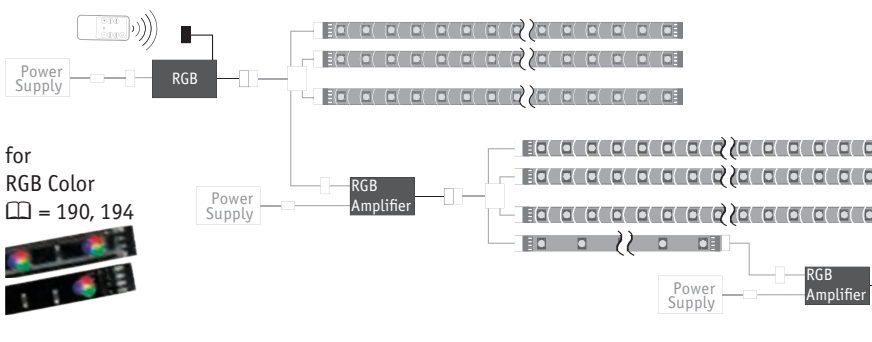 Power
Supply
RGB
for
RGB Color
= 190, 194
Power
Supply
RGB
Amplifier
Power
Supply
RGB
Amplifier